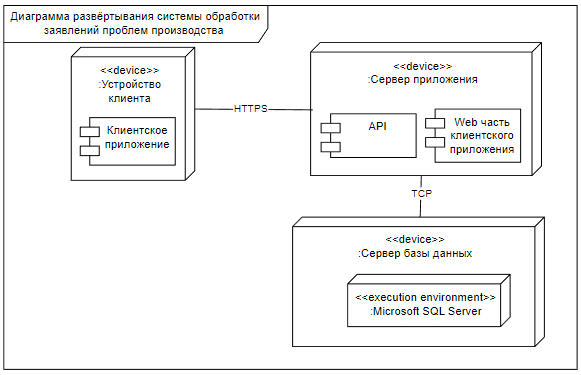 Диаграмма развёртывания системы обработки
заявлений проблем производства
<<device>>
:Устройство
клиента
Клиентское
приложение
HTTPS
<<device>>
:Сервер приложения
API
Web часть
клиентского
приложения
TCP
<<device>>
:Сервер базы данных
<<execution environment>>
:Microsoft SQL Server